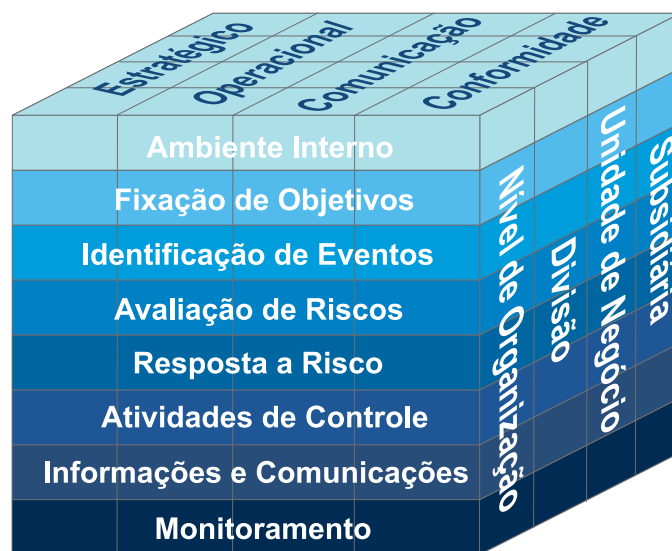 Estratégico
Operacional
Comunicação
Conformidade
Ambiente Interno
Fixação de Objetivos
Identificação de Eventos
Avaliação de Riscos
Resposta a Risco
Atividades de Controle
Informações e Comunicações
Monitoramento
Nível de Organização
Divisão
Unidade de Negócio
Subsidiária